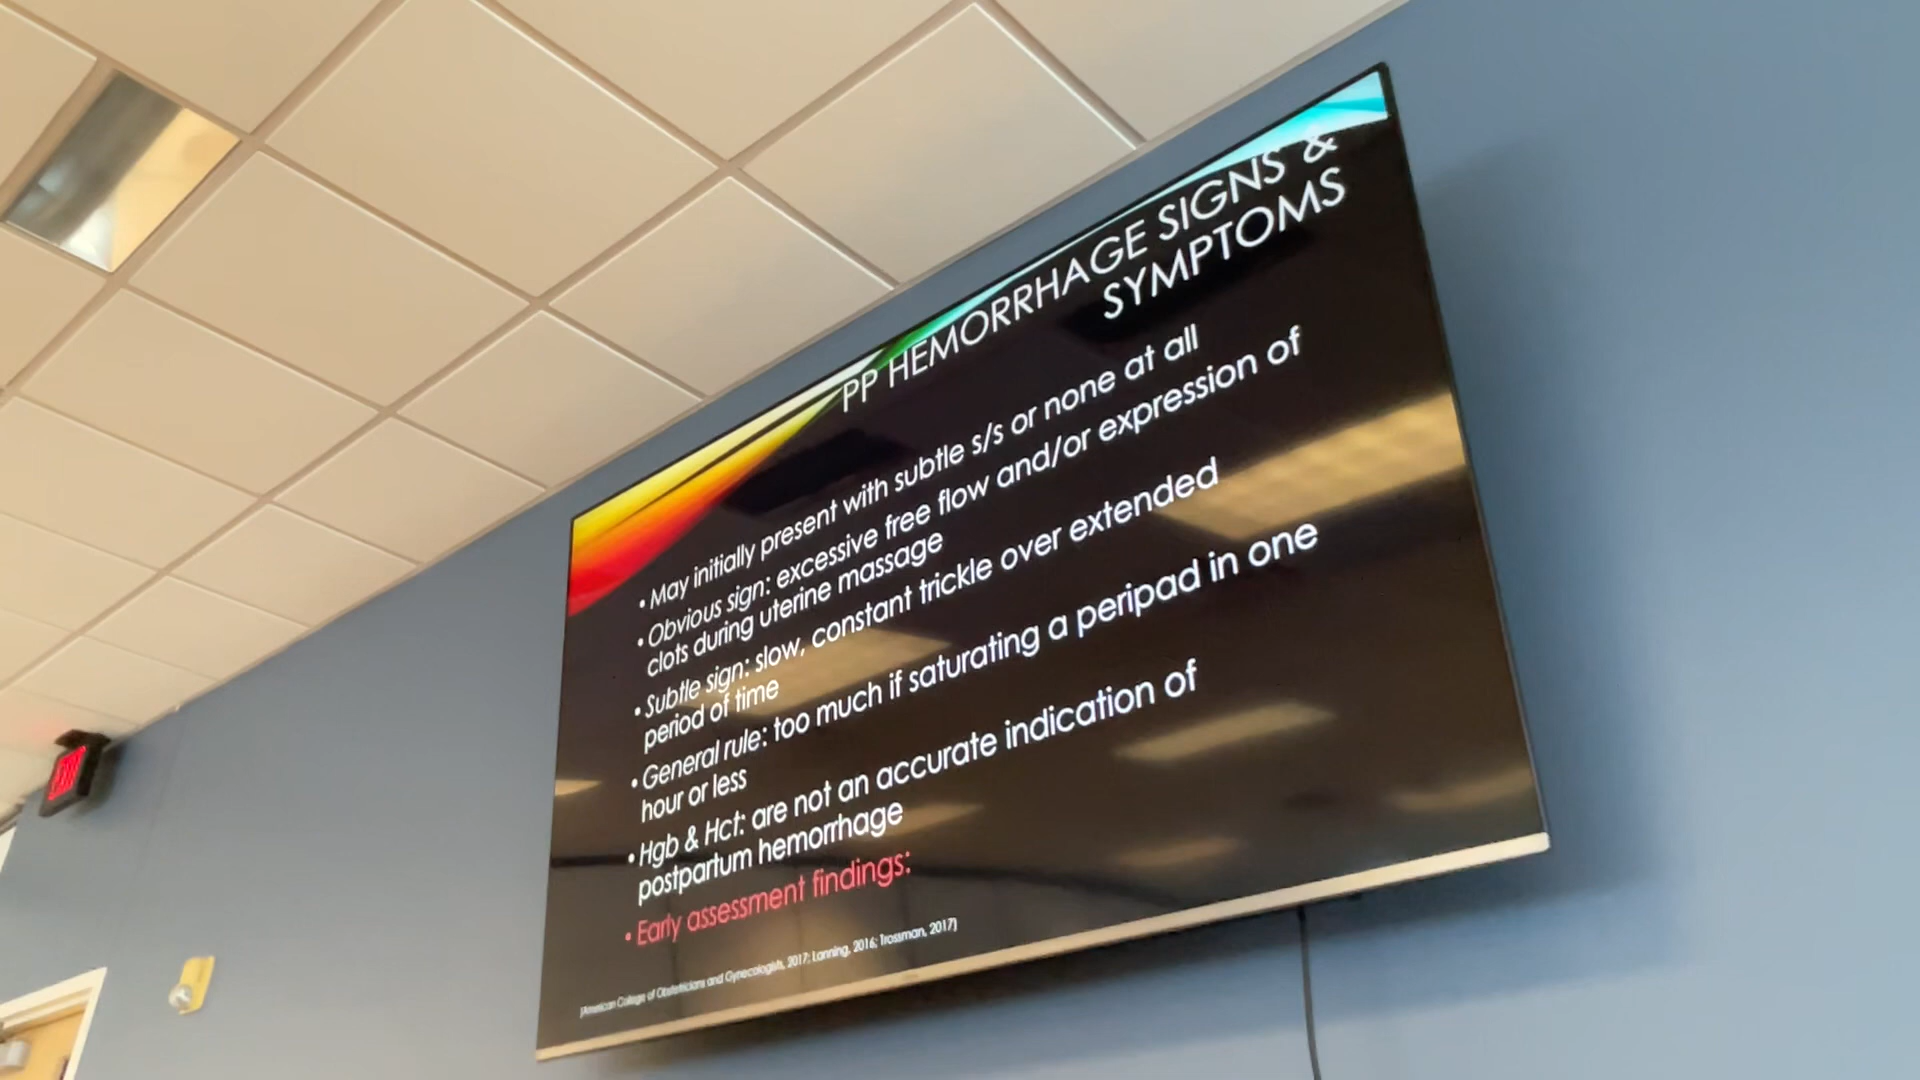 PP HEMORRHAGE SIGNS &
SYMPTOMS
• May initially present with subtle s/s or none at all
• Obvious sign: excessive free flow and/or expression of
clots during uterine massage
• Subtle sign: slow, constant trickle over extended
period of time
• General rule: too much if saturating a peripad in one
hour or less
• Hgb & Hct: are not an accurate indication of
postpartum hemorrhage
• Early assessment findings:
(American College of Obstetricians and Gynecologists, 2017; Lanning, 2016; Trossman, 2017)
EXIT